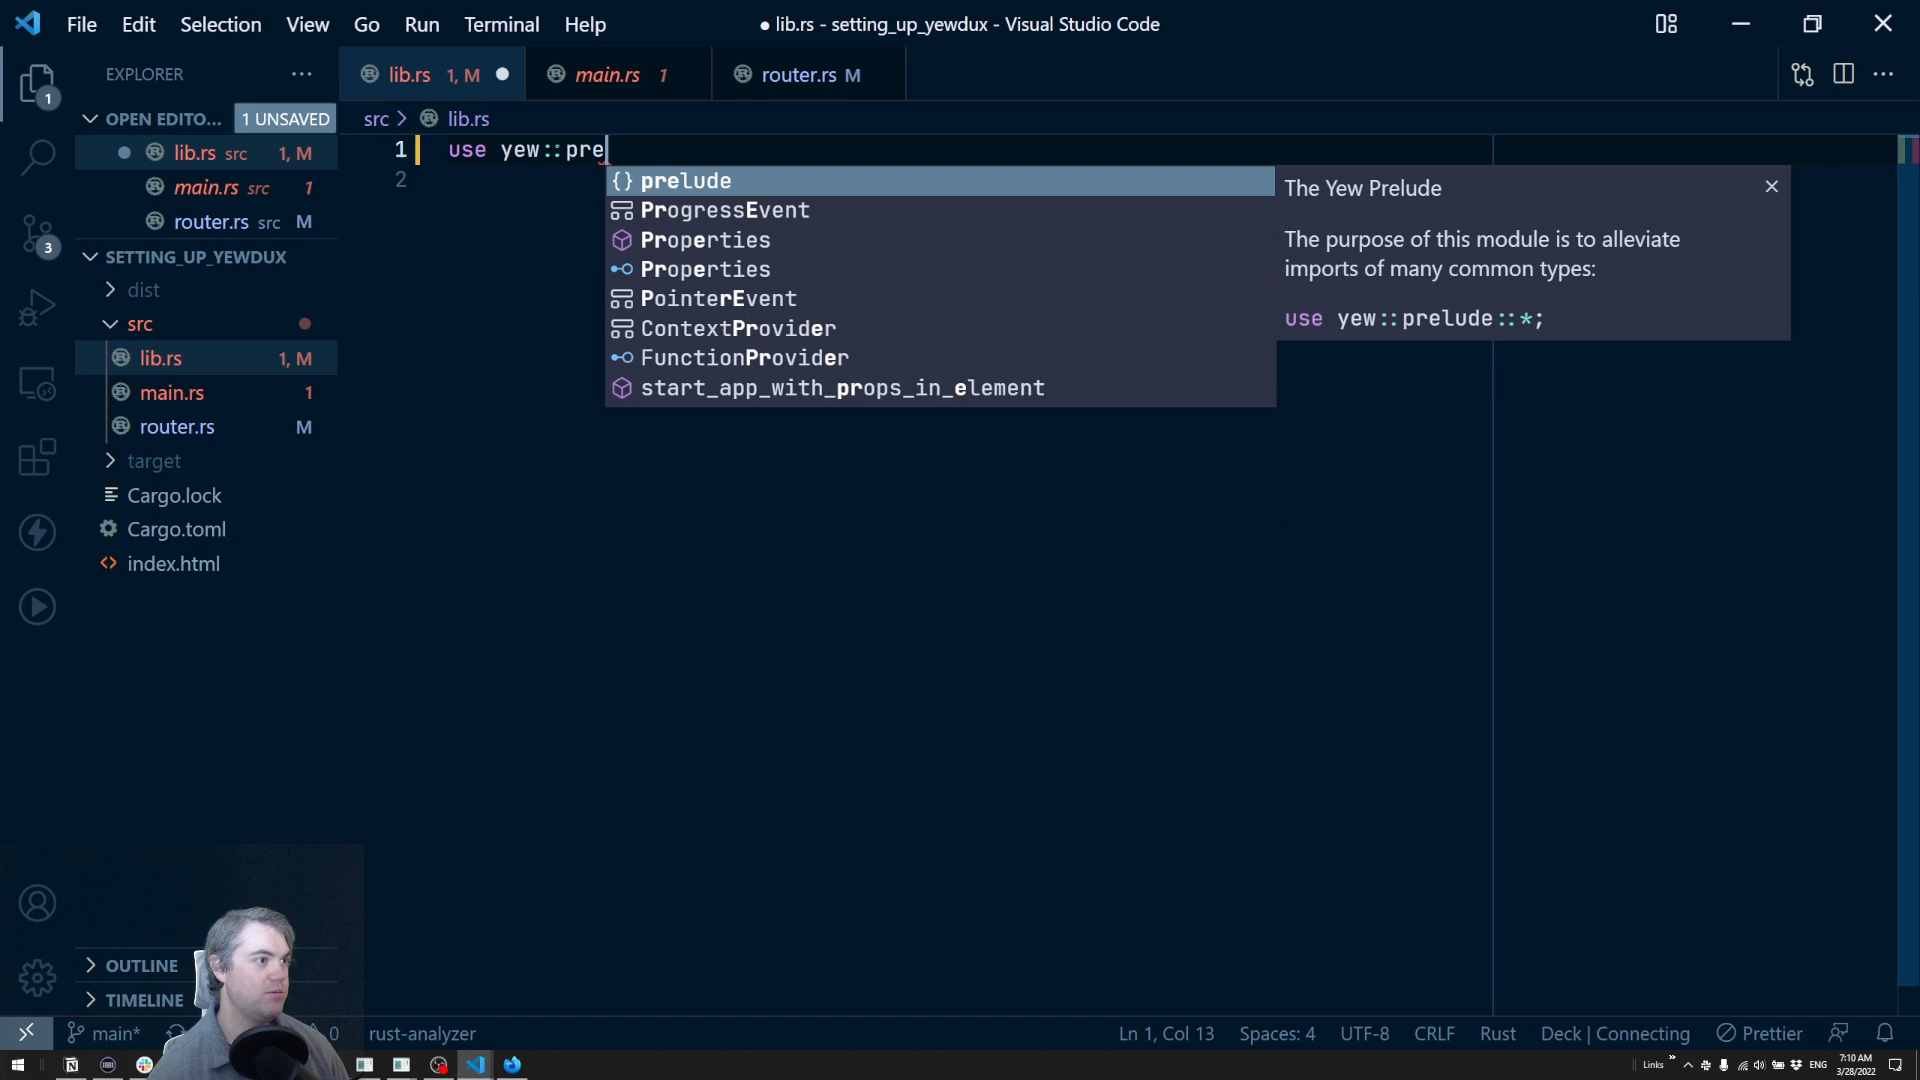 File Edit Selection View Go Run Terminal Help
● lib.rs - setting_up_yewdux - Visual Studio Code
EXPLORER
lib.rs 1, M
main.rs 1
router.rs M
OPEN EDITO... 1 UNSAVED
src > lib.rs
lib.rs src 1, M
main.rs src 1
router.rs src M
SETTING_UP_YEWDUX
dist
src
lib.rs 1, M
main.rs 1
router.rs M
target
Cargo.lock
Cargo.toml
index.html
OUTLINE
TIMELINE
1
3
1 use yew::pre
2
{} prelude
ProgressEvent
Properties
Properties
PointerEvent
ContextProvider
FunctionProvider
start_app_with_props_in_element
The Yew Prelude
The purpose of this module is to alleviate
imports of many common types:
use yew::prelude::*;
main* 0 rust-analyzer Ln 1, Col 13 Spaces: 4 UTF-8 CRLF Rust Deck | Connecting Prettier
Links ENG 7:10 AM
3/28/2022